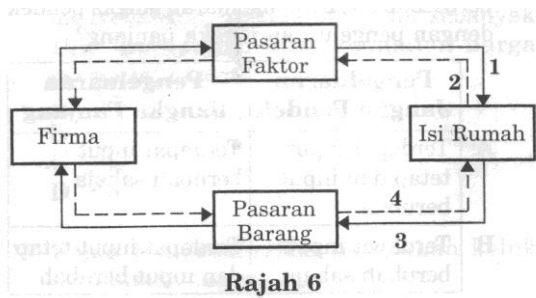 Pasaran
Faktor
1
2
Firma
Isi Rumah
Pasaran
Barang
4
3
Rajah 6